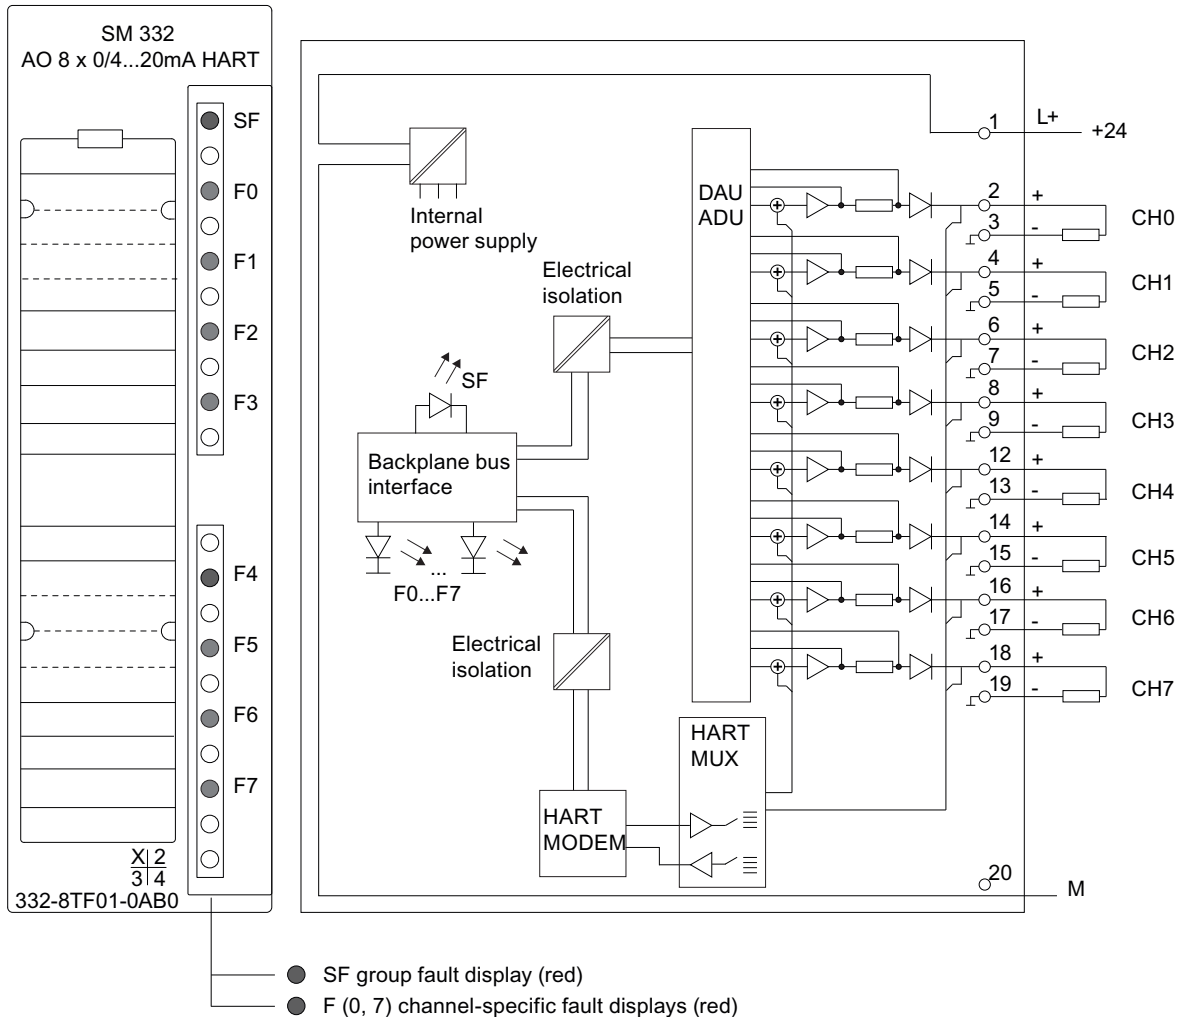 SM 332
AO 8 x 0/4...20mA HART
SF
F0
F1
F2
F3
F4
F5
F6
F7
X 2
3 4
332-8TF01-0AB0
Internal
power supply
Electrical
isolation
SF
Backplane bus
interface
F0...F7
...
Electrical
isolation
HART
MODEM
HART
MUX
DAU
ADU
1 L+ +24
2 +
3 -
CH0
4 +
5 -
CH1
6 +
7 -
CH2
8 +
9 -
CH3
12 +
13 -
CH4
14 +
15 -
CH5
16 +
17 -
CH6
18 +
19 -
CH7
20
M
SF group fault display (red)
F (0, 7) channel-specific fault displays (red)